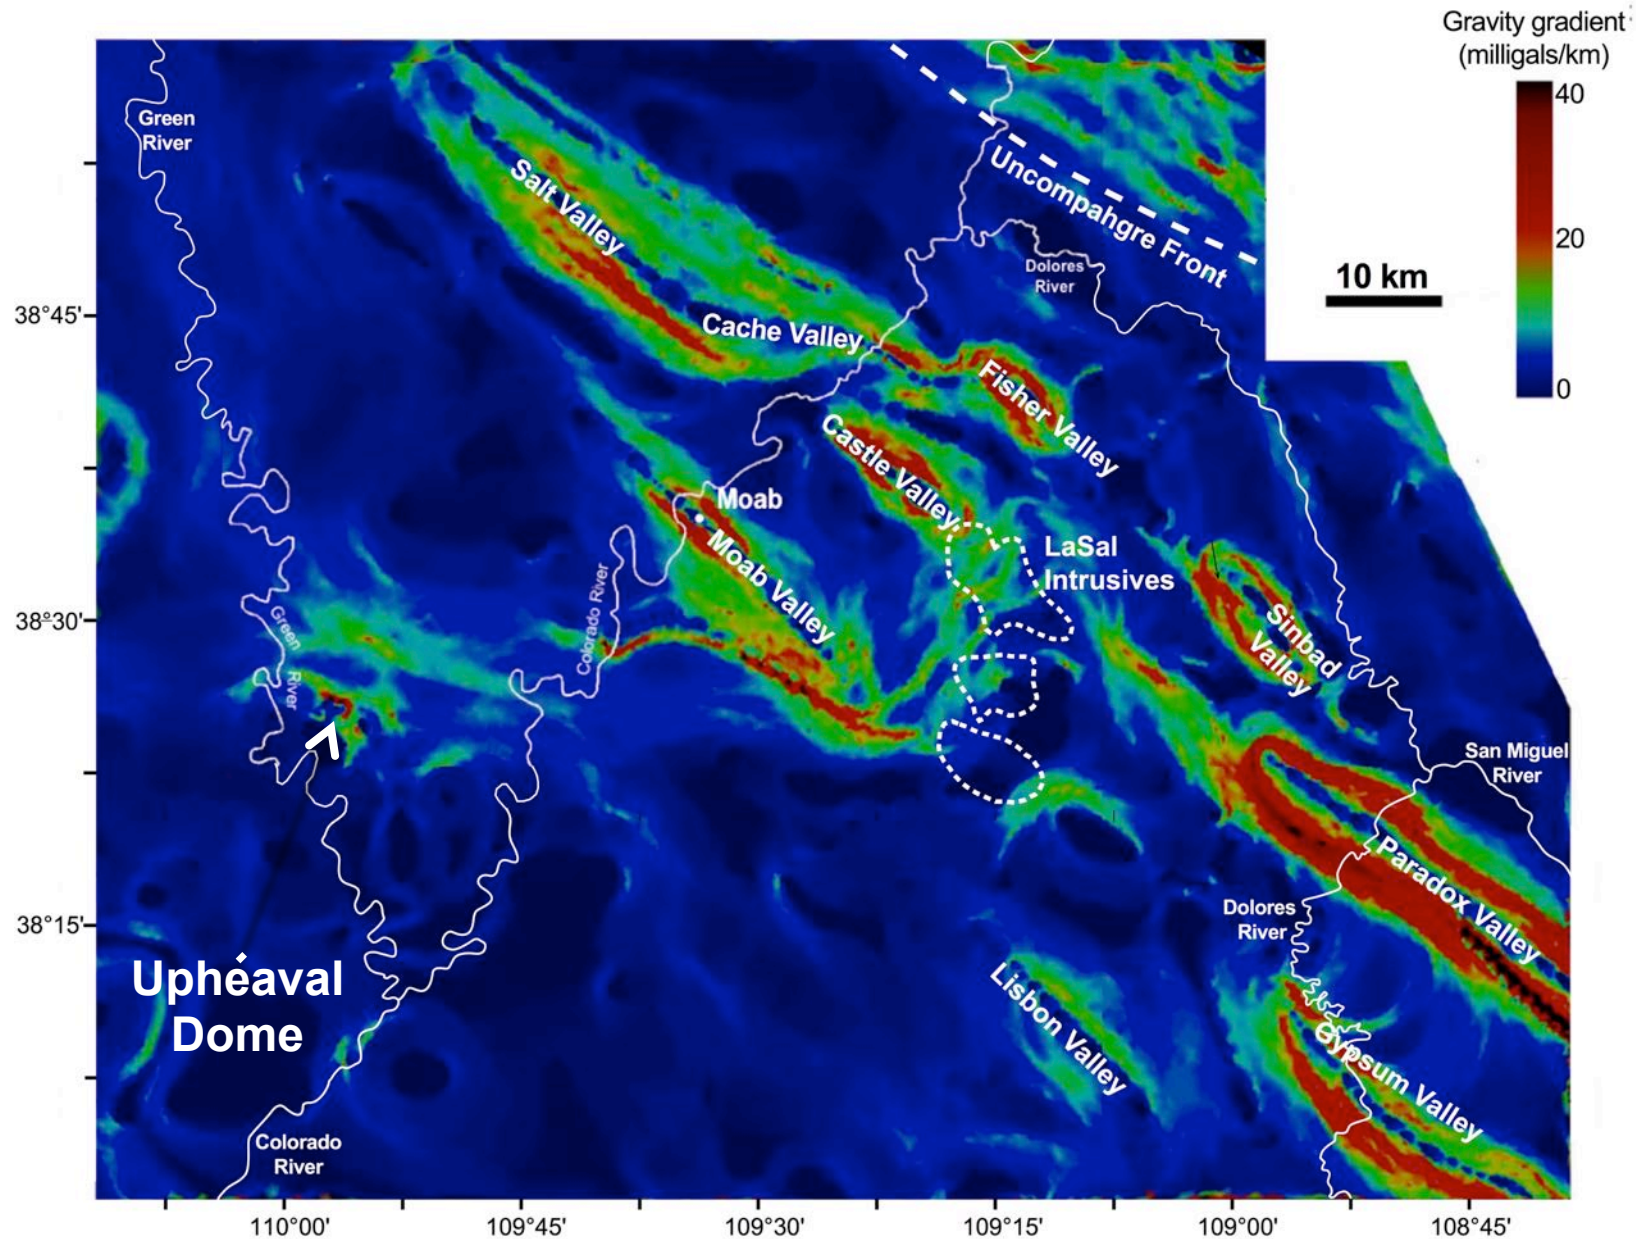 Gravity gradient
(milligals/km)
40
20
0
10 km
Green
River
Salt Valley
Uncompahgre Front
Dolores
River
38°45'
Cache Valley
Fisher Valley
Castle Valley
Moab
Moab Valley
LaSal
Intrusives
Colorado River
38°30'
Green
River
Sinbad
Valley
San Miguel
River
Paradox Valley
Dolores
River
38°15'
Upheaval
Dome
Lisbon Valley
Gypsum Valley
Colorado
River
110°00'
109°45'
109°30'
109°15'
109°00'
108°45'